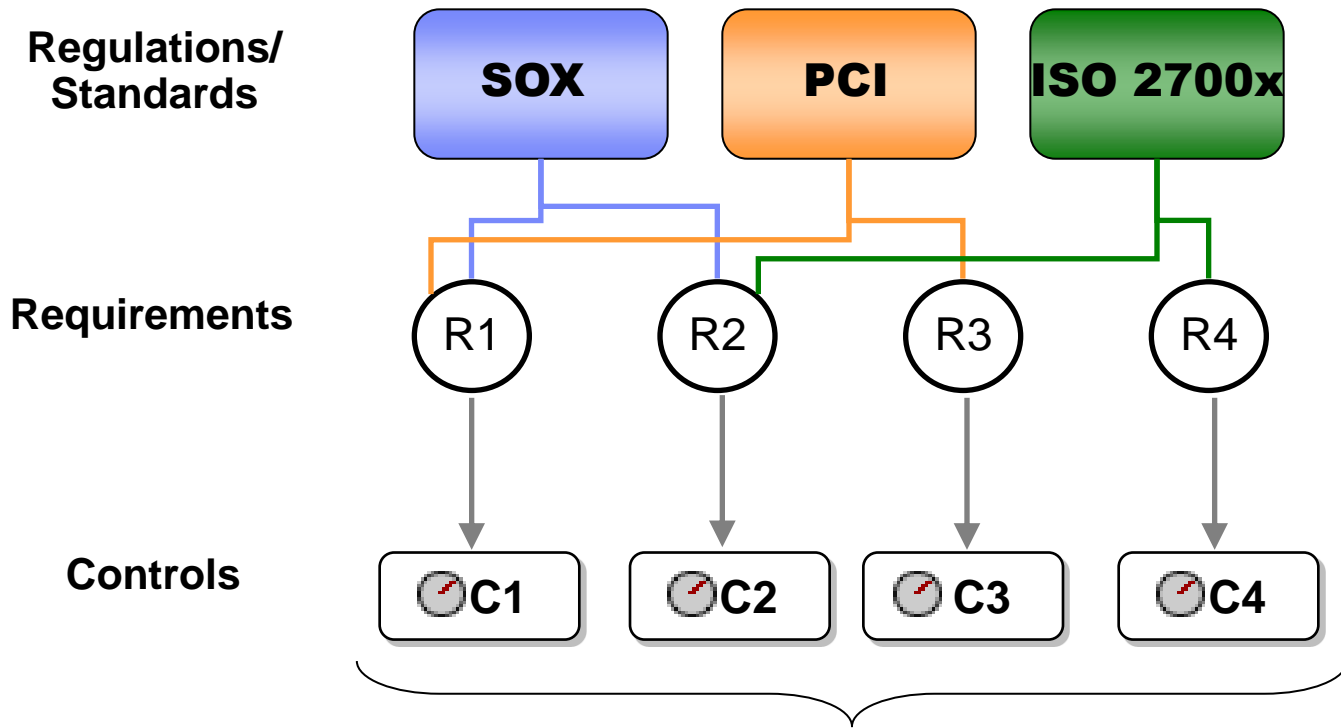 Regulations/
Standards
SOX
PCI
ISO 2700x
Requirements
R1
R2
R3
R4
Controls
C1
C2
C3
C4